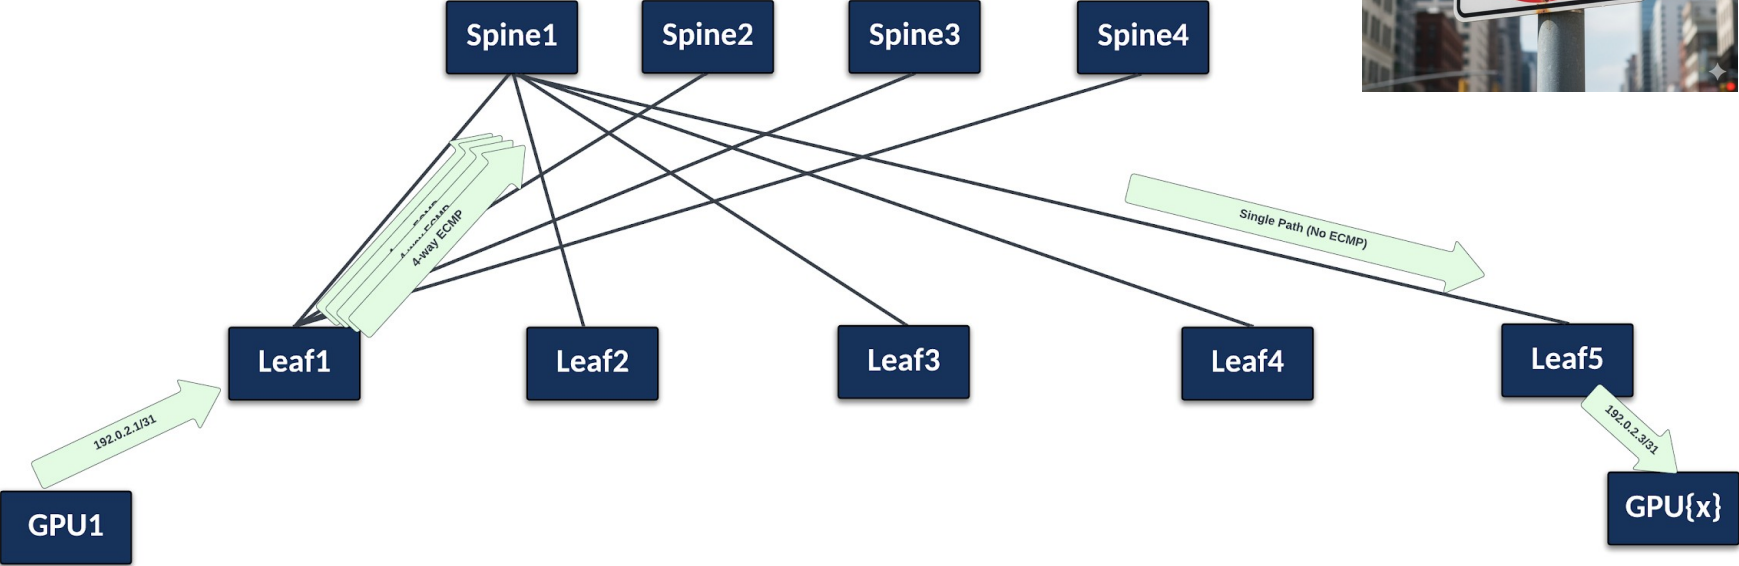 Spine1
Spine2
Spine3
Spine4
4-way ECMP
Single Path (No ECMP)
Leaf1
Leaf2
Leaf3
Leaf4
Leaf5
192.0.2.1/31
192.0.2.3/31
GPU1
GPU{x}